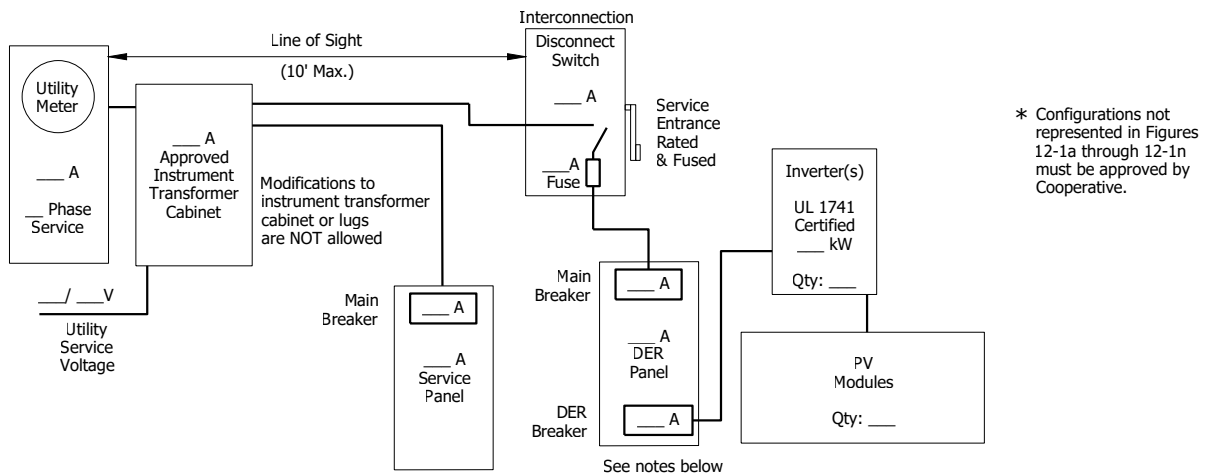 Interconnection
Line of Sight
(10' Max.)
Disconnect
Switch
___ A
___A
Fuse
Service
Entrance
Rated
& Fused
Utility
Meter
___ A
__ Phase
Service
___ A
Approved
Instrument
Transformer
Cabinet
Modifications to
instrument transformer
cabinet or lugs
are NOT allowed
* Configurations not
represented in Figures
12-1a through 12-1n
must be approved by
Cooperative.
Inverter(s)
UL 1741
Certified
___ kW
Qty: ___
___/ ___V
Utility
Service
Voltage
Main
Breaker
___ A
___ A
Service
Panel
Main
Breaker
___ A
___ A
DER
Panel
DER
Breaker
___ A
PV
Modules
Qty: ___
See notes below